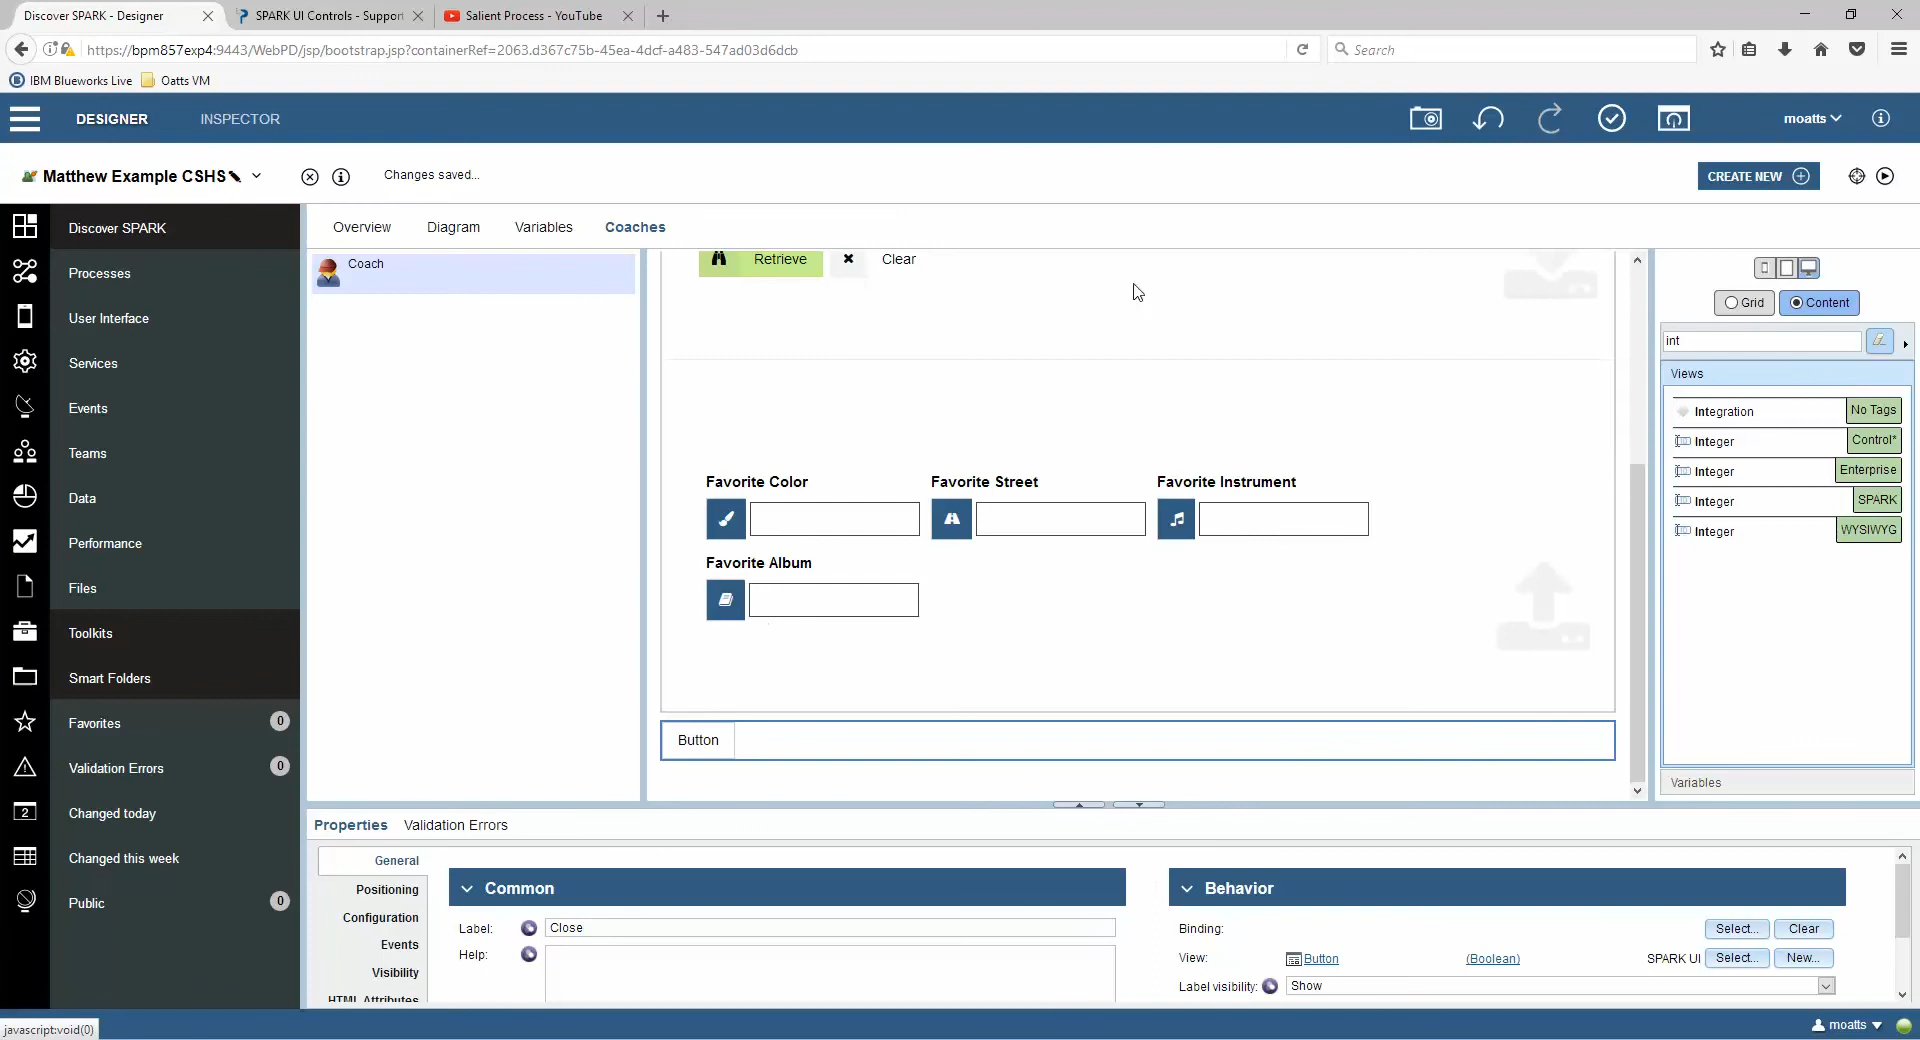 Discover SPARK - Designer
SPARK UI Controls - Support
Salient Process - YouTube
https://bpm857exp4:9443/WebPD/jsp/bootstrap.jsp?containerRef=2063.d367c75b-45ea-4dcf-a483-547ad03d6dcb
Search
IBM Blueworks Live
Oatts VM
DESIGNER
INSPECTOR
moatts
Matthew Example CSHS
Changes saved...
CREATE NEW
Discover SPARK
Processes
User Interface
Services
Events
Teams
Data
Performance
Files
Toolkits
Smart Folders
Favorites 0
Validation Errors 0
2 Changed today
Changed this week
Public 0
Overview Diagram Variables Coaches
Coach
Retrieve
Clear
Favorite Color
Favorite Street
Favorite Instrument
Favorite Album
Button
Grid Content
int
Views
Integration No Tags
Integer Control*
Integer Enterprise
Integer SPARK
Integer WYSIWYG
Variables
Properties Validation Errors
General
Positioning
Configuration
Events
Visibility
HTML Attributes
Common
Label: Close
Help:
Behavior
Binding: Select... Clear
View: Button (Boolean) SPARK UI Select... New...
Label visibility: Show
javascript:void(0)
moatts